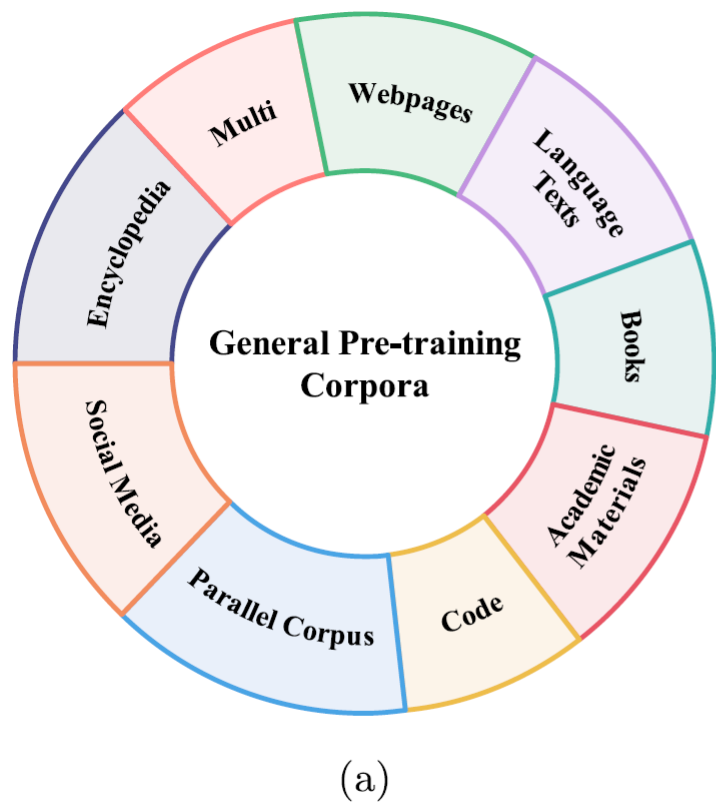 Webpages
Language
Texts
Books
Academic
Materials
Code
Parallel Corpus
Social Media
Encyclopedia
Multi
General Pre-training
Corpora
(a)